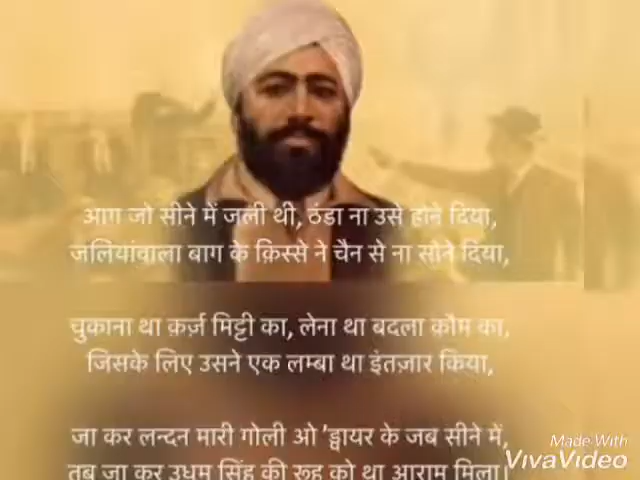 आग जो सीने में जली थी, ठंडा ना उसे होने दिया,
जलियांवाला बाग के क़िस्से ने चैन से ना सोने दिया,
चुकाना था क़र्ज़ मिट्टी का, लेना था बदला क़ौम का,
जिसके लिए उसने एक लम्बा था इंतज़ार किया,
जा कर लन्दन मारी गोली ओ 'ड्वायर के जब सीने में,
तब जा कर उधम सिंह की रूह को था आराम मिला।
Made With
VivaVideo